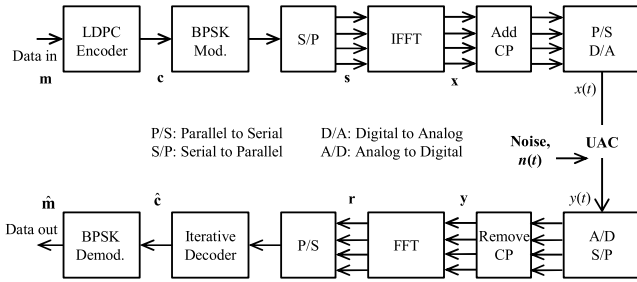 LDPC
Encoder
BPSK
Mod.
S/P
IFFT
Add
CP
P/S
D/A
Data in
m
c
s
x
x(t)
P/S: Parallel to Serial
D/A: Digital to Analog
S/P: Serial to Parallel
A/D: Analog to Digital
Noise,
n(t)
UAC
y(t)
m̂
ĉ
r
y
Data out
BPSK
Demod.
Iterative
Decoder
P/S
FFT
Remove
CP
A/D
S/P